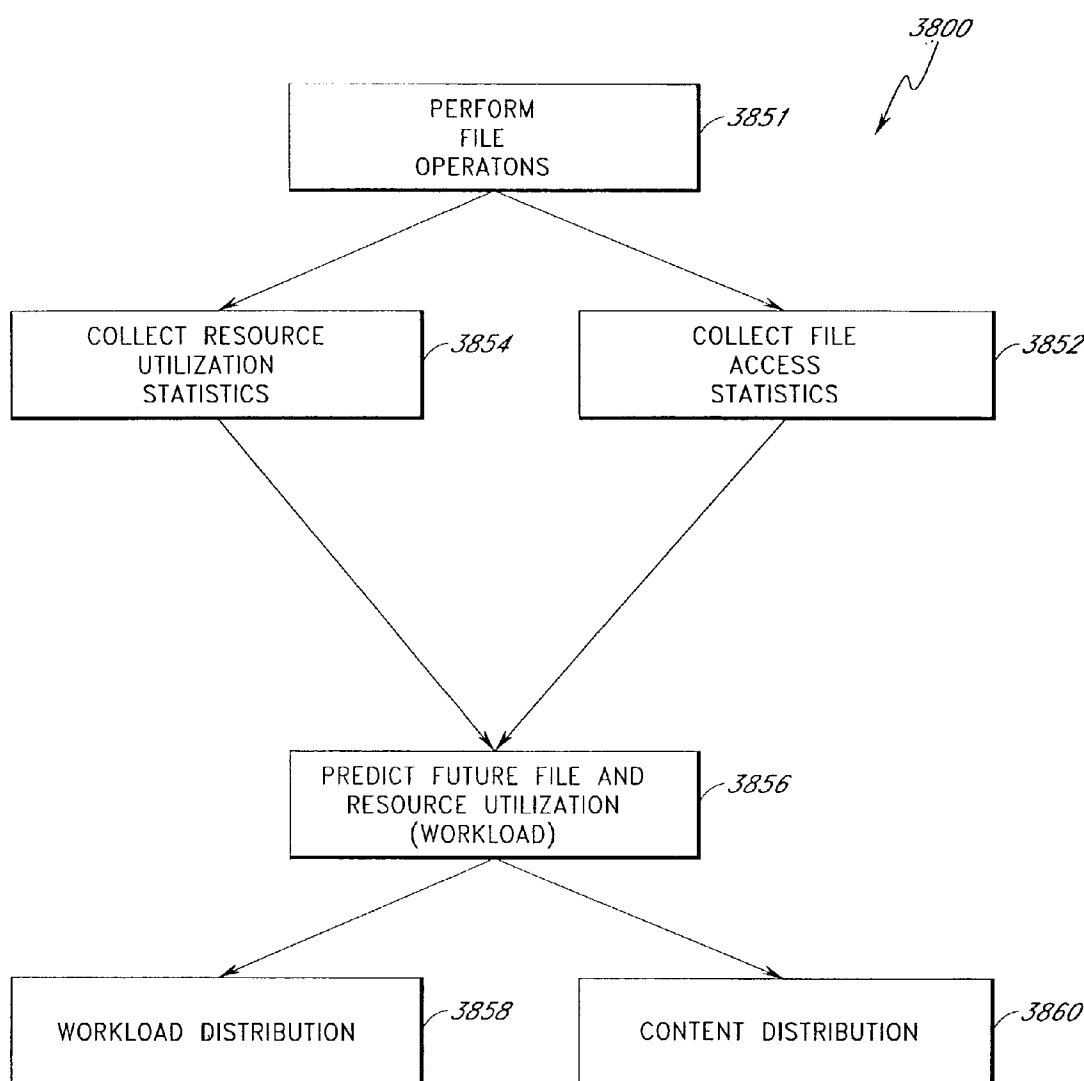 3800
PERFORM
FILE
OPERATONS
3851
COLLECT RESOURCE
UTILIZATION
STATISTICS
3854
COLLECT FILE
ACCESS
STATISTICS
3852
PREDICT FUTURE FILE AND
RESOURCE UTILIZATION
(WORKLOAD)
3856
WORKLOAD DISTRIBUTION
3858
CONTENT DISTRIBUTION
3860